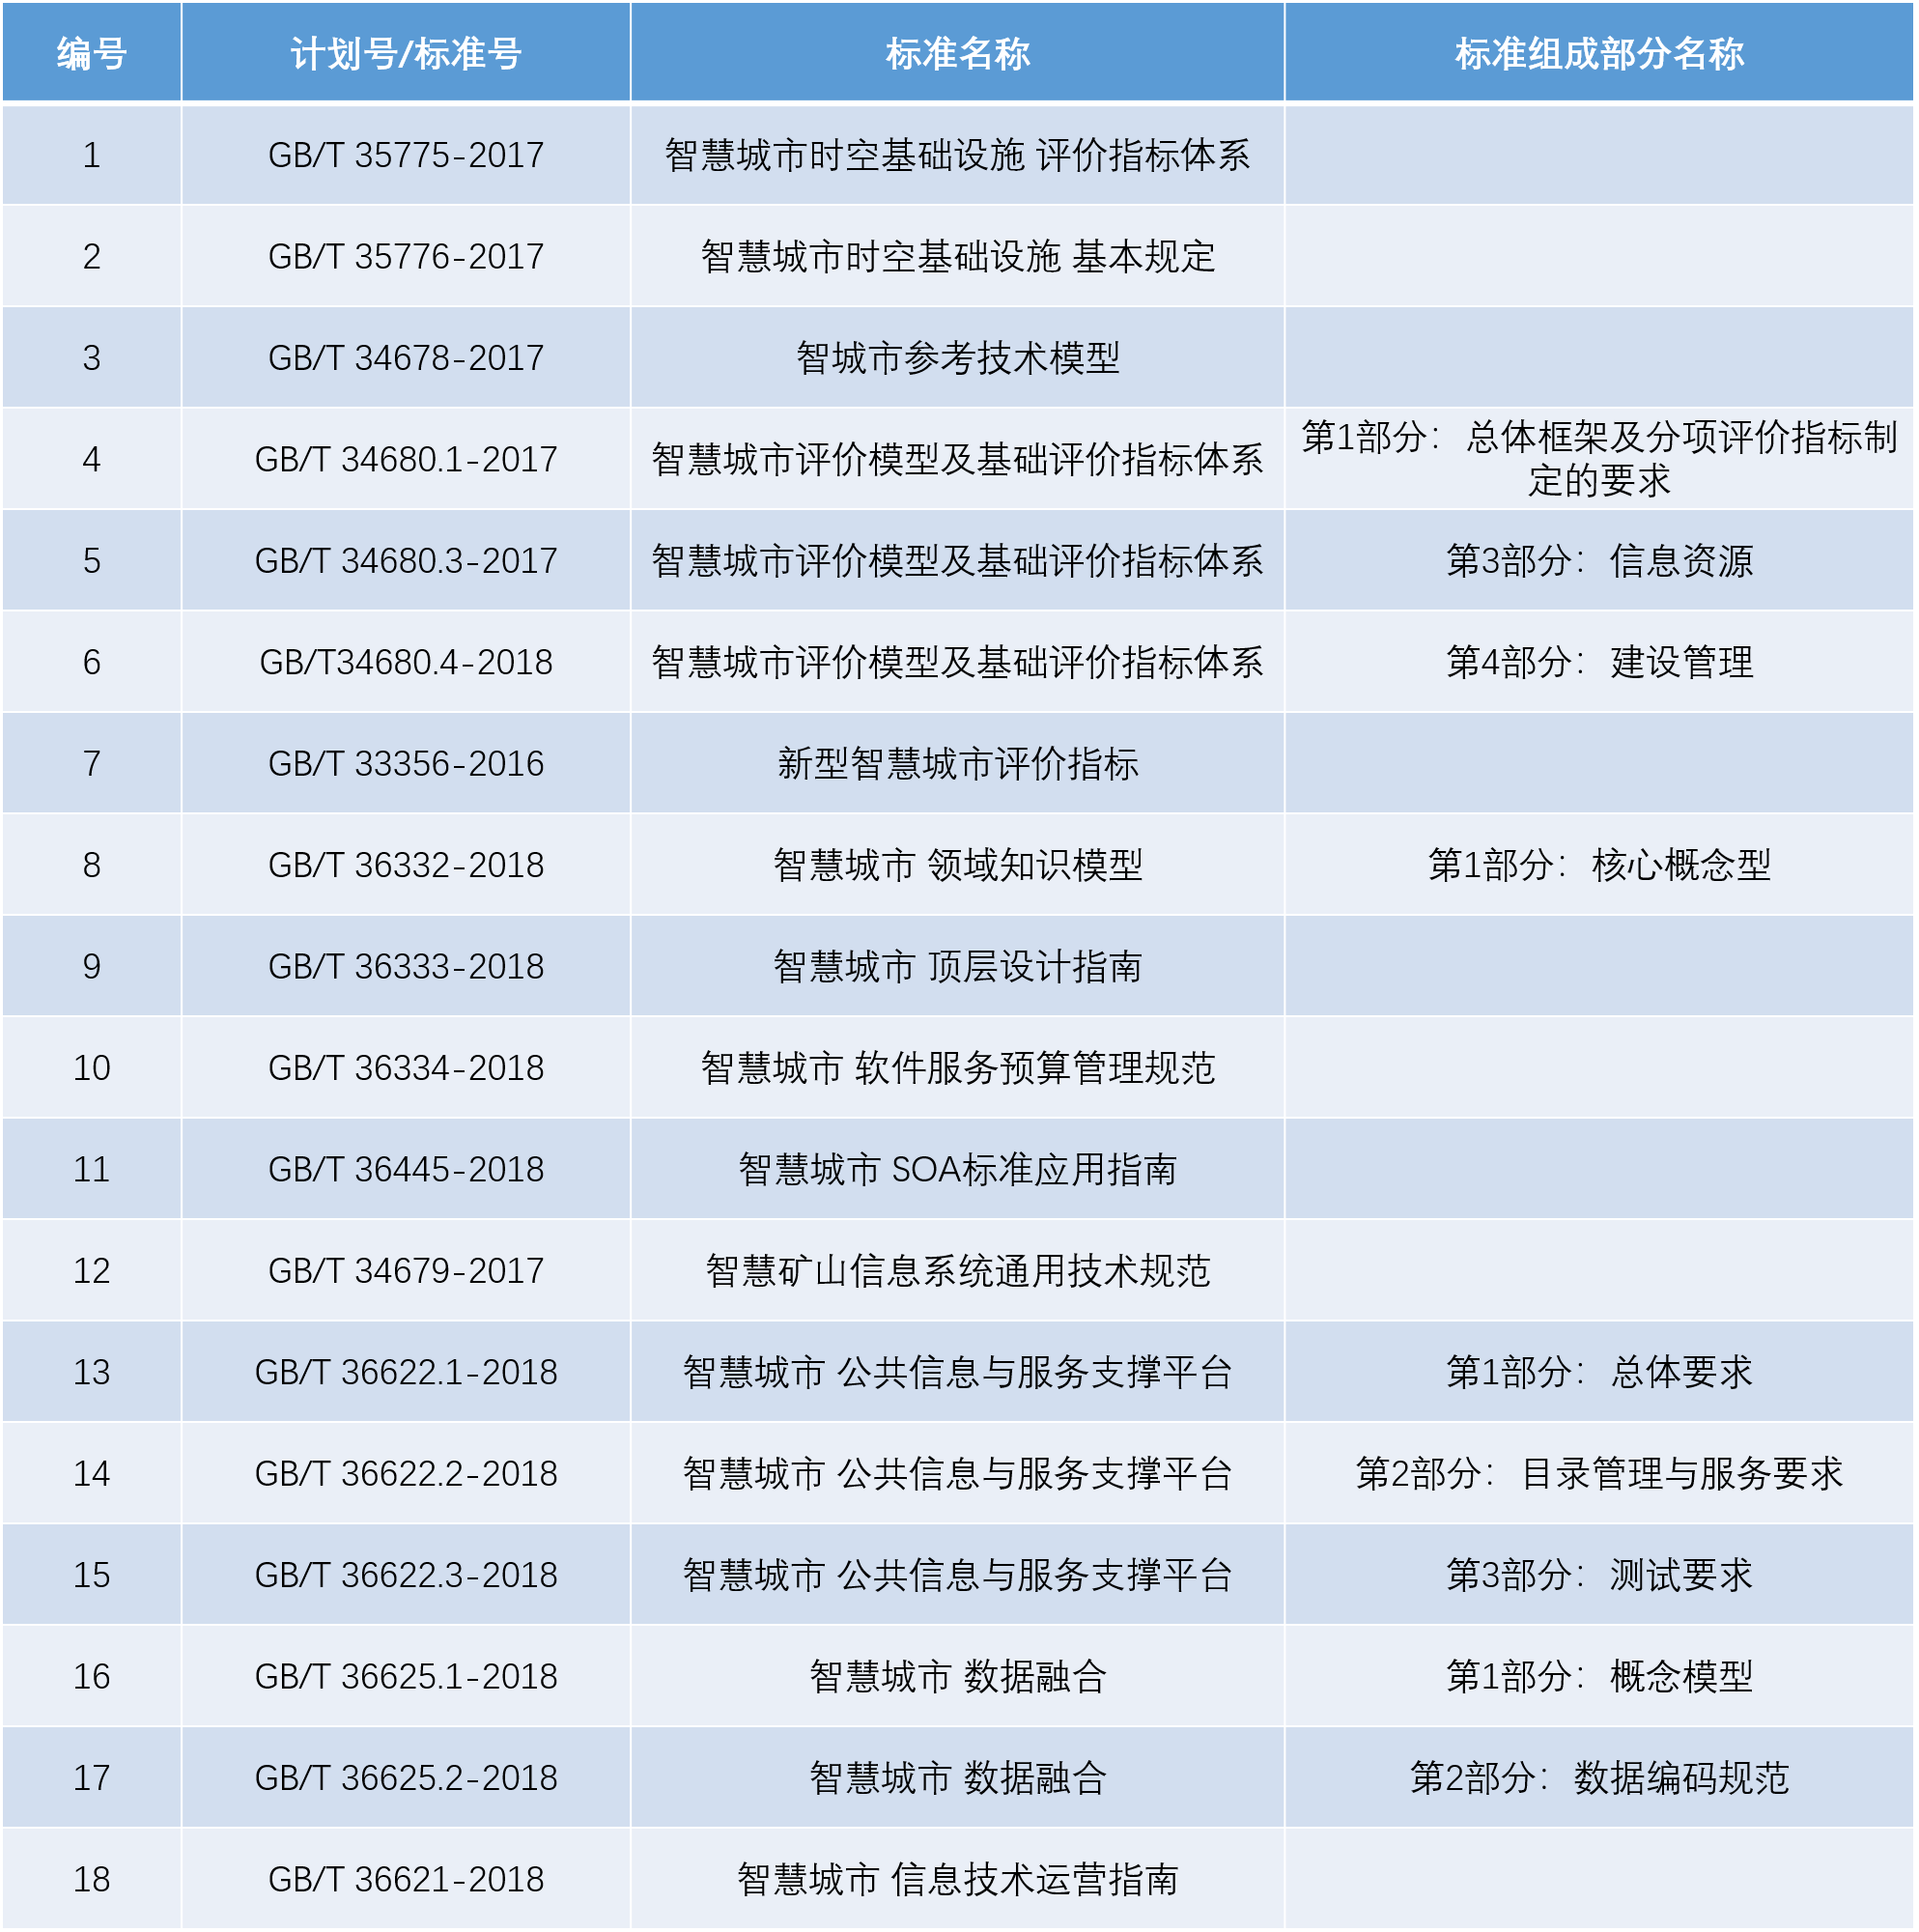 编号 计划号/标准号 标准名称 标准组成部分名称
1 GB/T 35775-2017 智慧城市时空基础设施 评价指标体系
2 GB/T 35776-2017 智慧城市时空基础设施 基本规定
3 GB/T 34678-2017 智城市参考技术模型
4 GB/T 34680.1-2017 智慧城市评价模型及基础评价指标体系 第1部分：总体框架及分项评价指标制
定的要求
5 GB/T 34680.3-2017 智慧城市评价模型及基础评价指标体系 第3部分：信息资源
6 GB/T34680.4-2018 智慧城市评价模型及基础评价指标体系 第4部分：建设管理
7 GB/T 33356-2016 新型智慧城市评价指标
8 GB/T 36332-2018 智慧城市 领域知识模型 第1部分：核心概念型
9 GB/T 36333-2018 智慧城市 顶层设计指南
10 GB/T 36334-2018 智慧城市 软件服务预算管理规范
11 GB/T 36445-2018 智慧城市 SOA标准应用指南
12 GB/T 34679-2017 智慧矿山信息系统通用技术规范
13 GB/T 36622.1-2018 智慧城市 公共信息与服务支撑平台 第1部分：总体要求
14 GB/T 36622.2-2018 智慧城市 公共信息与服务支撑平台 第2部分：目录管理与服务要求
15 GB/T 36622.3-2018 智慧城市 公共信息与服务支撑平台 第3部分：测试要求
16 GB/T 36625.1-2018 智慧城市 数据融合 第1部分：概念模型
17 GB/T 36625.2-2018 智慧城市 数据融合 第2部分：数据编码规范
18 GB/T 36621-2018 智慧城市 信息技术运营指南